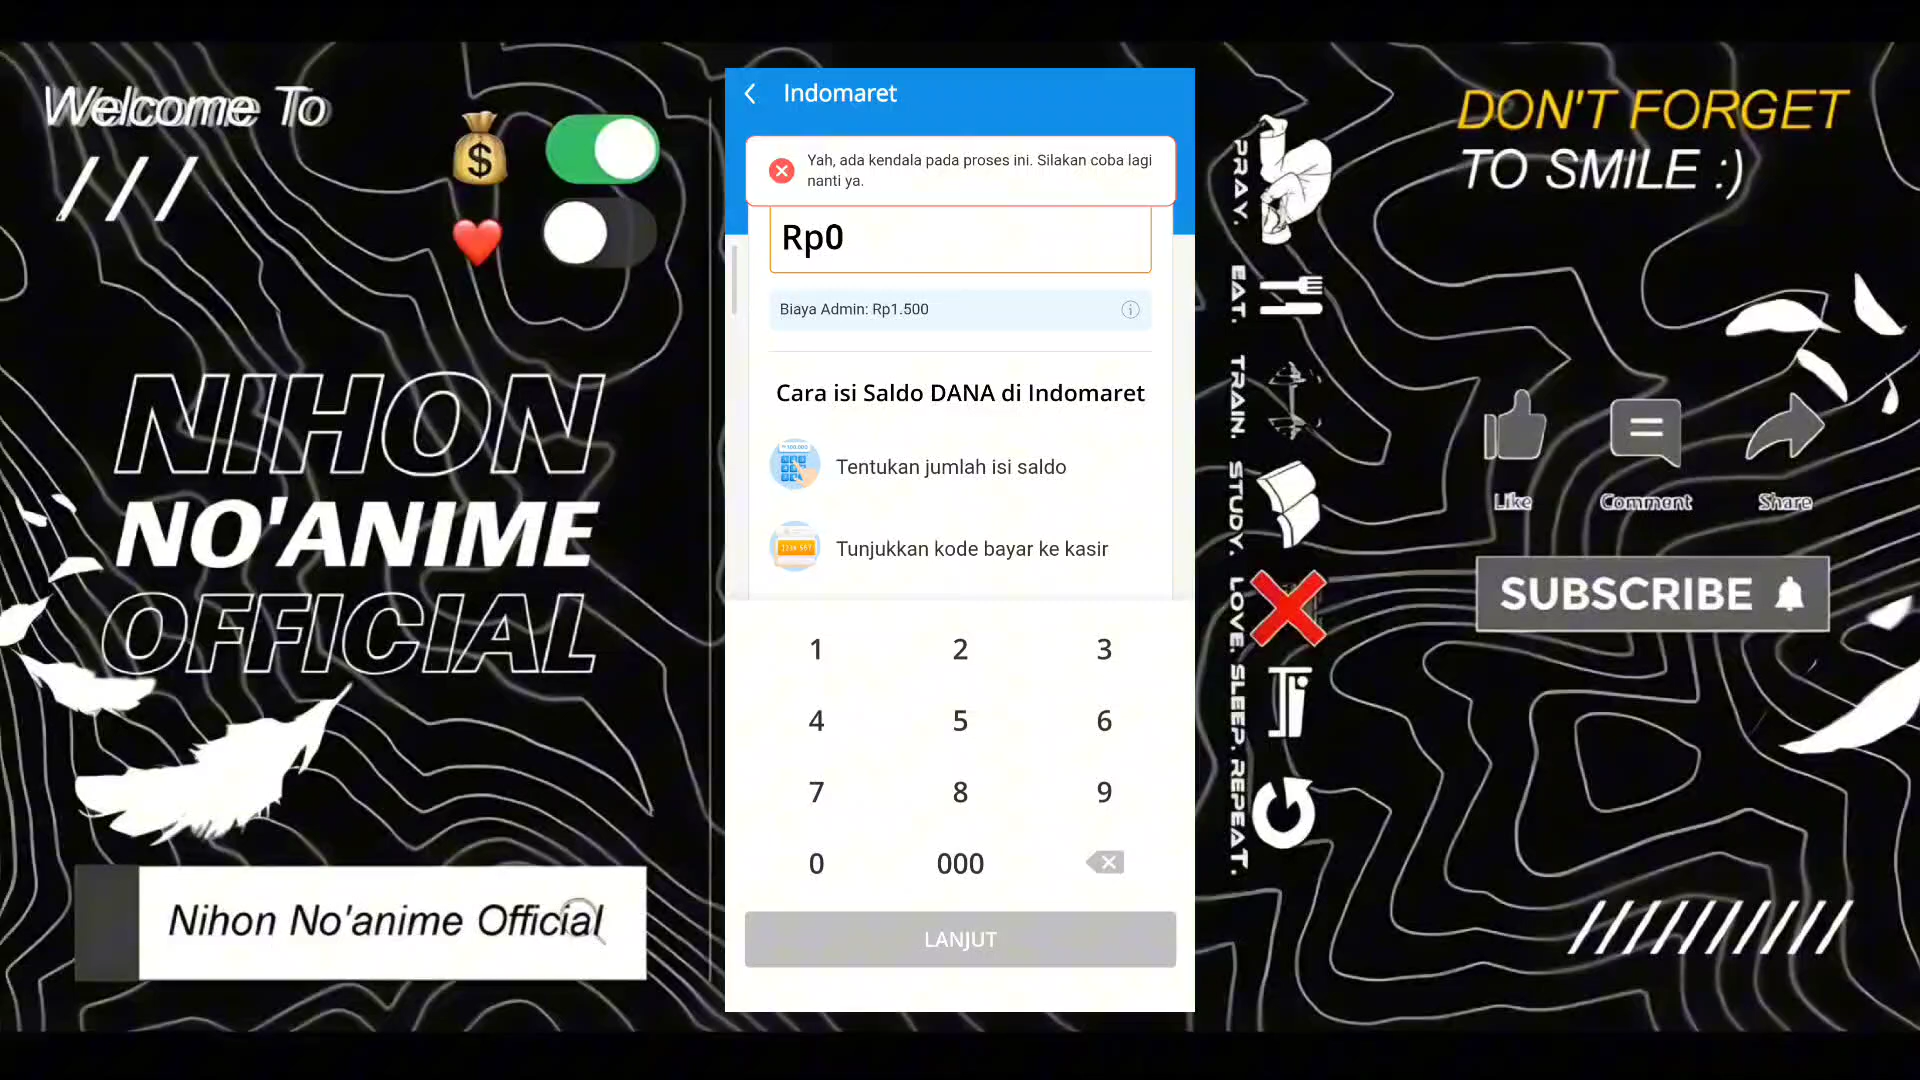 Welcome To
NIHON
NO'ANIME
OFFICIAL
Nihon No'anime Official
Indomaret
Yah, ada kendala pada proses ini. Silakan coba lagi
nanti ya.
Rp0
Biaya Admin: Rp1.500
Cara isi Saldo DANA di Indomaret
Tentukan jumlah isi saldo
Tunjukkan kode bayar ke kasir
1 2 3
4 5 6
7 8 9
0 000
LANJUT
PRAY.
EAT.
TRAIN.
STUDY.
LOVE.
SLEEP.
REPEAT.
DON'T FORGET
TO SMILE :)
Like Comment Share
SUBSCRIBE